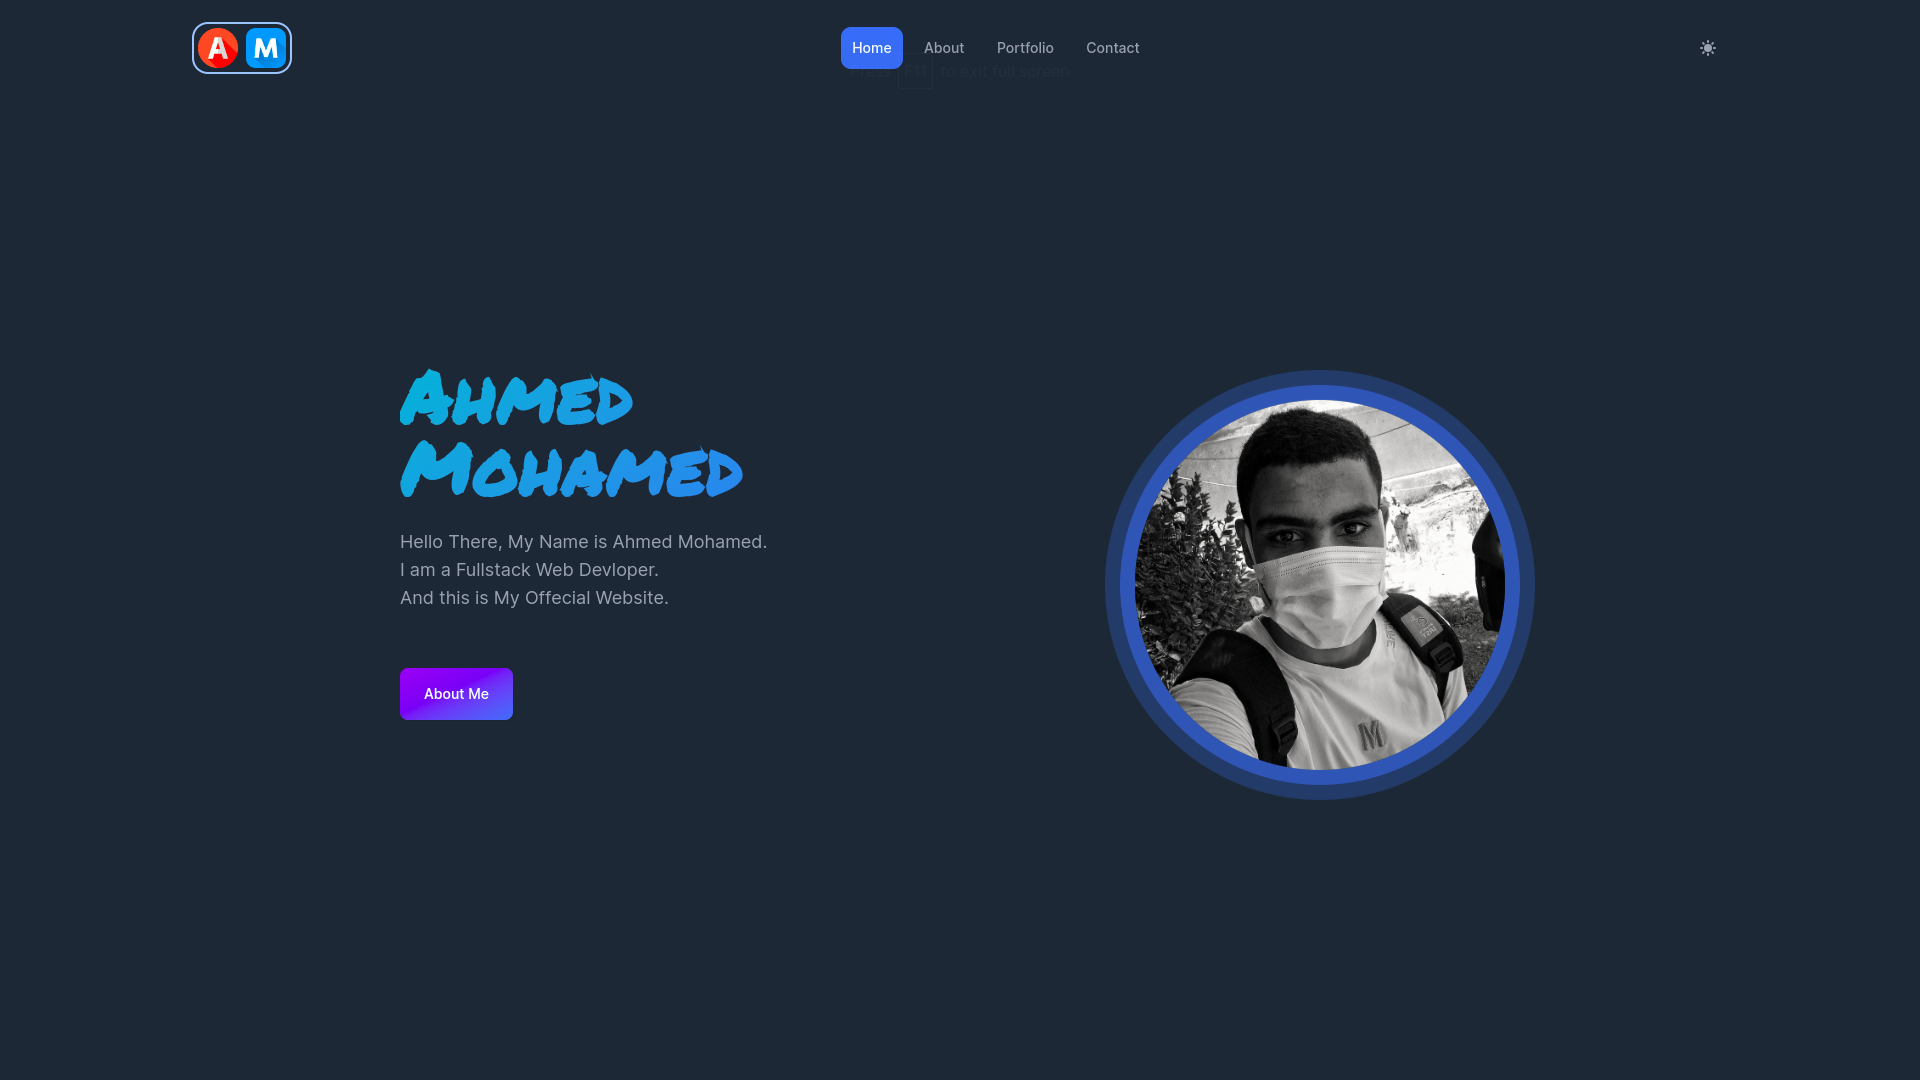 A M
Home About Portfolio Contact
Press F11 to exit full screen
AHMED
MOHAMED
Hello There, My Name is Ahmed Mohamed.
I am a Fullstack Web Devloper.
And this is My Offecial Website.
About Me
M